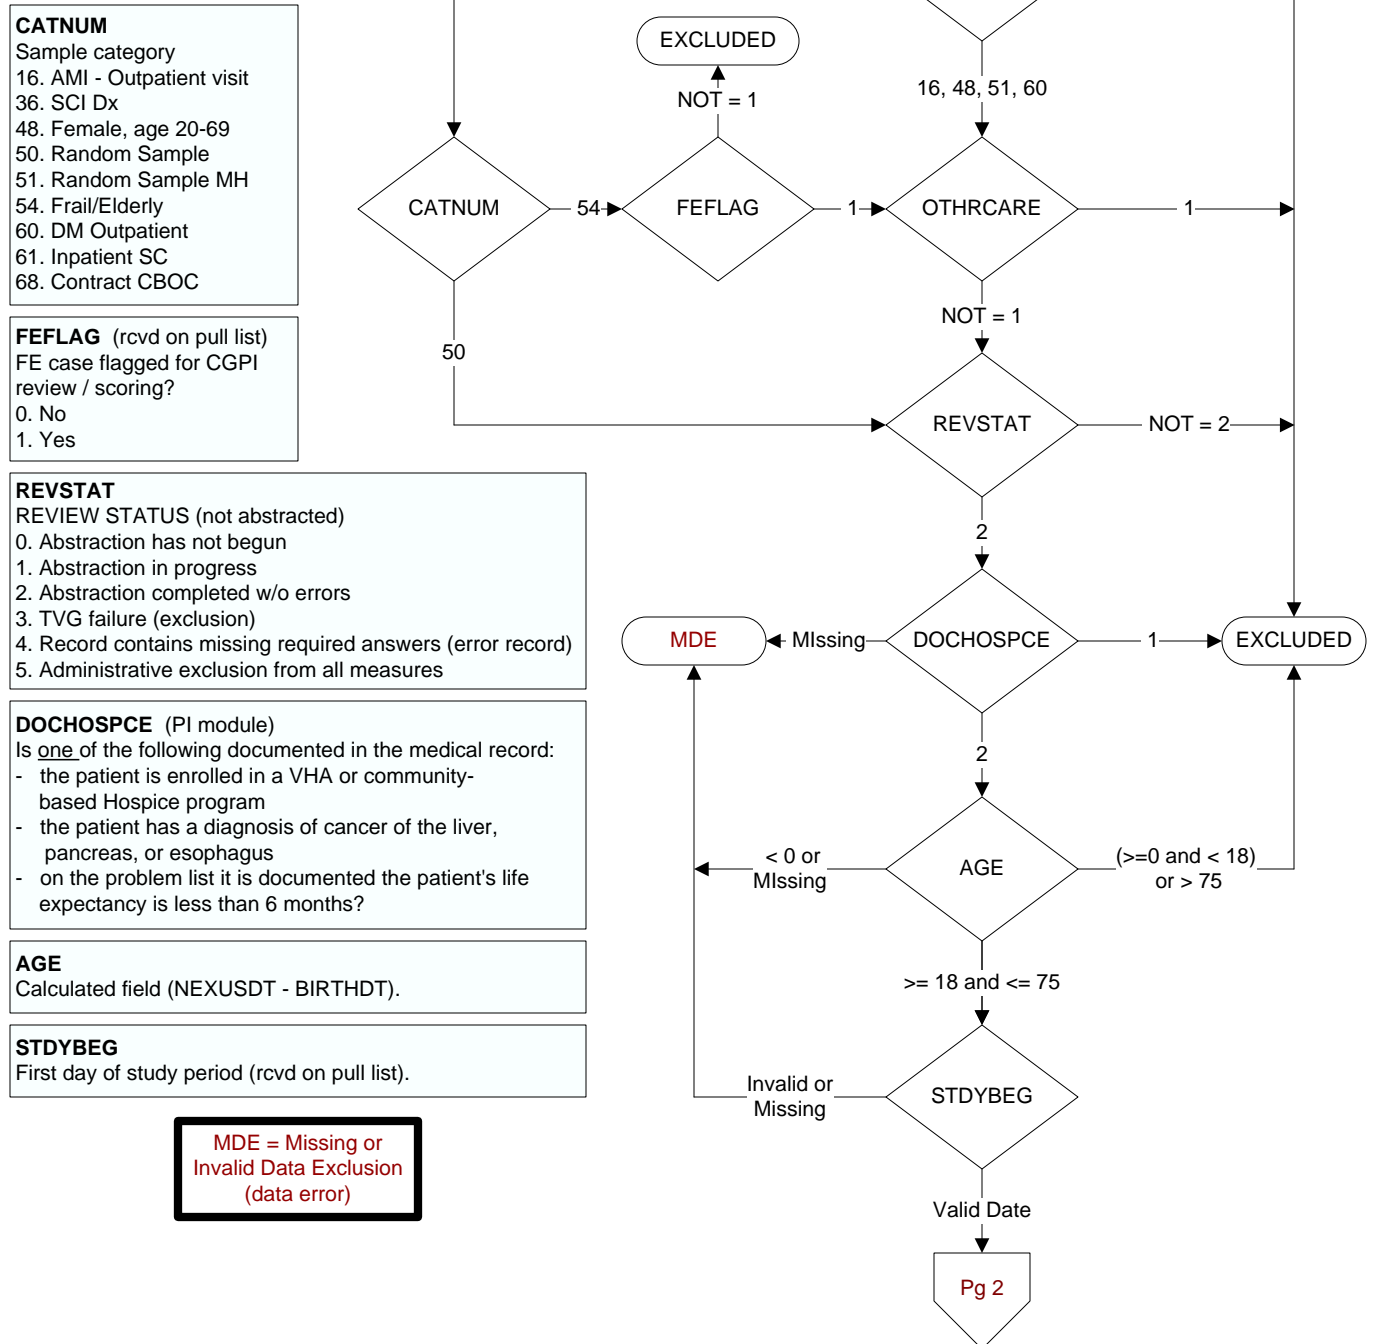 CATNUM
Sample category
16. AMI - Outpatient visit
36. SCI Dx
48. Female, age 20-69
50. Random Sample
51. Random Sample MH
54. Frail/Elderly
60. DM Outpatient
61. Inpatient SC
68. Contract CBOC
FEFLAG (rcvd on pull list)
FE case flagged for CGPI
review / scoring?
0. No
1. Yes
REVSTAT
REVIEW STATUS (not abstracted)
0. Abstraction has not begun
1. Abstraction in progress
2. Abstraction completed w/o errors
3. TVG failure (exclusion)
4. Record contains missing required answers (error record)
5. Administrative exclusion from all measures
DOCHOSPCE (PI module)
Is one of the following documented in the medical record:
- the patient is enrolled in a VHA or community-
based Hospice program
- the patient has a diagnosis of cancer of the liver,
pancreas, or esophagus
- on the problem list it is documented the patient's life
expectancy is less than 6 months?
AGE
Calculated field (NEXUSDT - BIRTHDT).
STDYBEG
First day of study period (rcvd on pull list).
MDE = Missing or
Invalid Data Exclusion
(data error)
EXCLUDED
NOT = 1
16, 48, 51, 60
CATNUM
54
FEFLAG
1
OTHRCARE
1
NOT = 1
50
REVSTAT
NOT = 2
2
MDE
MIssing
DOCHOSPCE
1
EXCLUDED
2
< 0 or
MIssing
AGE
(>=0 and < 18)
or > 75
>= 18 and <= 75
Invalid or
Missing
STDYBEG
Valid Date
Pg 2